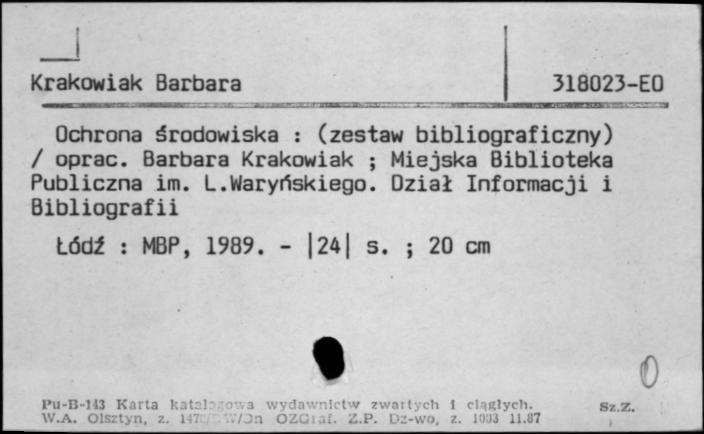 Krakowiak Barbara 318023-EO
Ochrona środowiska : (zestaw bibliograficzny)
/ oprac. Barbara Krakowiak ; Miejska Biblioteka
Publiczna im. L.Waryńskiego. Dział Informacji i
Bibliografii
Łódź : MBP, 1989. - |24| s. ; 20 cm
0
Pu-B-143 Karta katalogowa wydawnictw zwartych i ciągłych. Sz.Z.
W.A. Olsztyn, z. OZGraf. Z.P. Dz-wo, z. 11.87